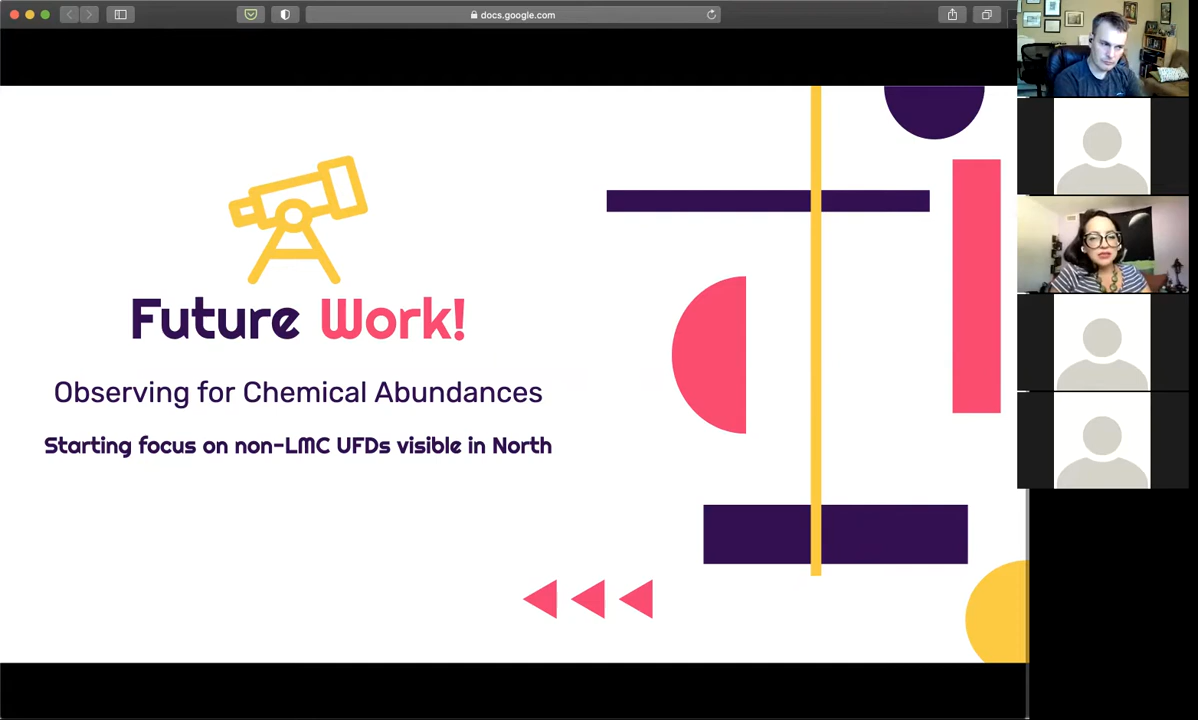 docs.google.com
Future Work!
Observing for Chemical Abundances
Starting focus on non-LMC UFDs visible in North